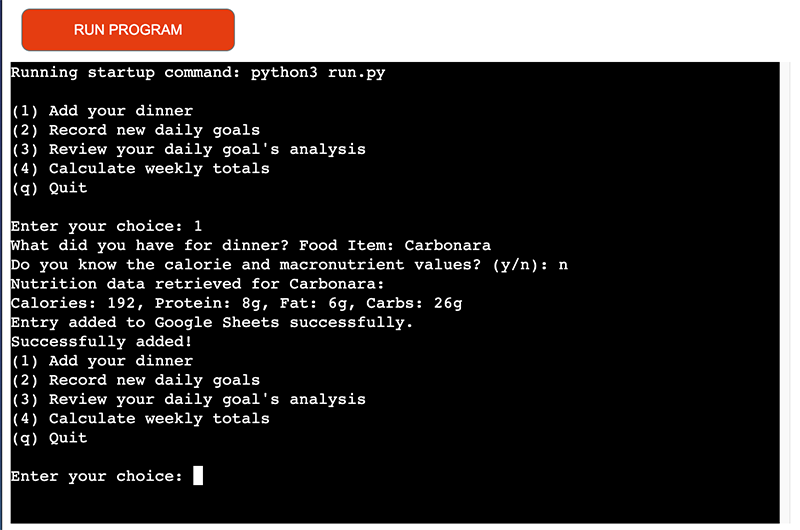 RUN PROGRAM
Running startup command: python3 run.py
(1) Add your dinner
(2) Record new daily goals
(3) Review your daily goal's analysis
(4) Calculate weekly totals
(q) Quit
Enter your choice: 1
What did you have for dinner? Food Item: Carbonara
Do you know the calorie and macronutrient values? (y/n): n
Nutrition data retrieved for Carbonara:
Calories: 192, Protein: 8g, Fat: 6g, Carbs: 26g
Entry added to Google Sheets successfully.
Successfully added!
(1) Add your dinner
(2) Record new daily goals
(3) Review your daily goal's analysis
(4) Calculate weekly totals
(q) Quit
Enter your choice: